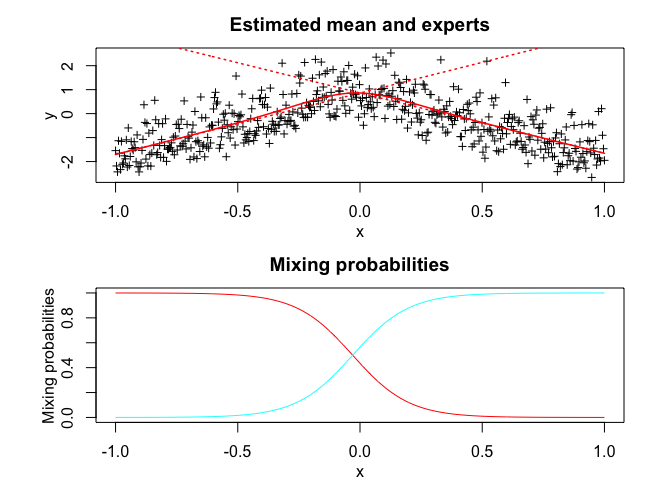 Estimated mean and experts
y
2
1
0
-2
-1.0 -0.5 0.0 0.5 1.0
x
Mixing probabilities
Mixing probabilities
0.8
0.4
0.0
-1.0 -0.5 0.0 0.5 1.0
x